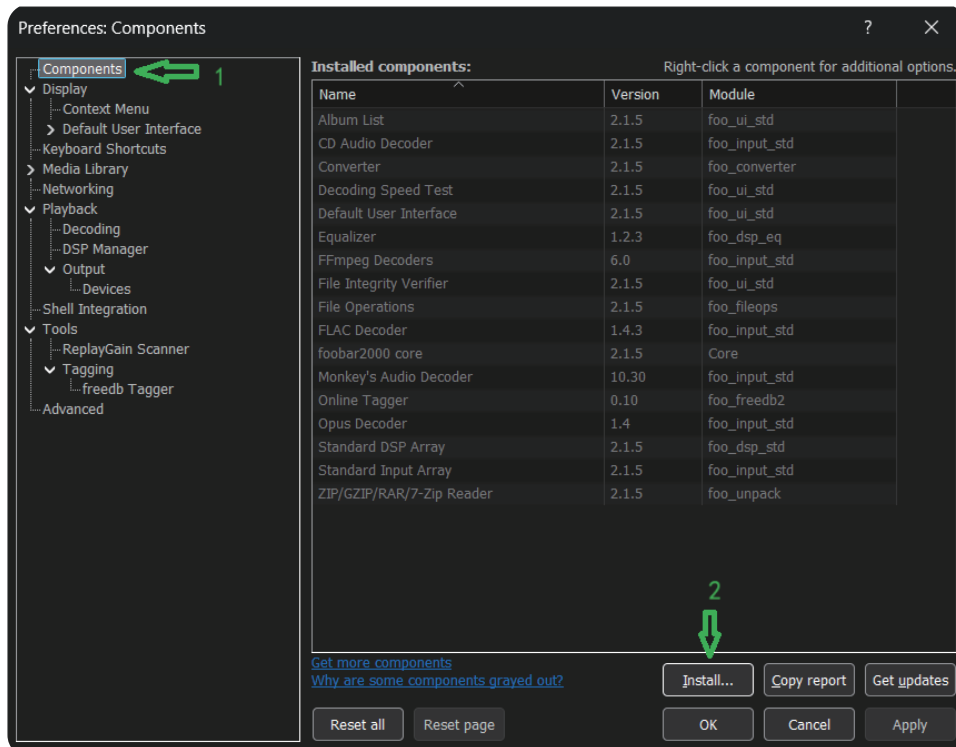 Preferences: Components ?
Components 1
Display
Context Menu
Default User Interface
Keyboard Shortcuts
Media Library
Networking
Playback
Decoding
DSP Manager
Output
Devices
Shell Integration
Tools
ReplayGain Scanner
Tagging
freedb Tagger
Advanced
Installed components: Right-click a component for additional options.
Name Version Module
Album List 2.1.5 foo_ui_std
CD Audio Decoder 2.1.5 foo_input_std
Converter 2.1.5 foo_converter
Decoding Speed Test 2.1.5 foo_ui_std
Default User Interface 2.1.5 foo_ui_std
Equalizer 1.2.3 foo_dsp_eq
FFmpeg Decoders 6.0 foo_input_std
File Integrity Verifier 2.1.5 foo_ui_std
File Operations 2.1.5 foo_fileops
FLAC Decoder 1.4.3 foo_input_std
foobar2000 core 2.1.5 Core
Monkey's Audio Decoder 10.30 foo_input_std
Online Tagger 0.10 foo_freedb2
Opus Decoder 1.4 foo_input_std
Standard DSP Array 2.1.5 foo_dsp_std
Standard Input Array 2.1.5 foo_input_std
ZIP/GZIP/RAR/7-Zip Reader 2.1.5 foo_unpack
2
Get more components
Why are some components grayed out?
Install... Copy report Get updates
Reset all Reset page OK Cancel Apply